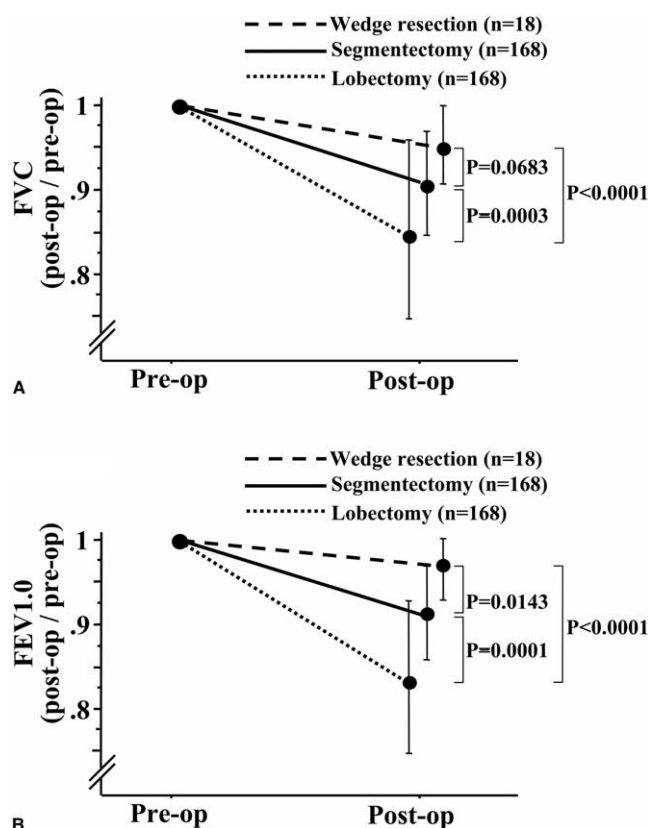 Wedge resection (n=18)
Segmentectomy (n=168)
Lobectomy (n=168)
FVC
(post-op / pre-op)
1
.9
.8
P=0.0683
P=0.0003
P<0.0001
Pre-op
Post-op
A
Wedge resection (n=18)
Segmentectomy (n=168)
Lobectomy (n=168)
FEV1.0
(post-op / pre-op)
1
.9
.8
P=0.0143
P=0.0001
P<0.0001
Pre-op
Post-op
B